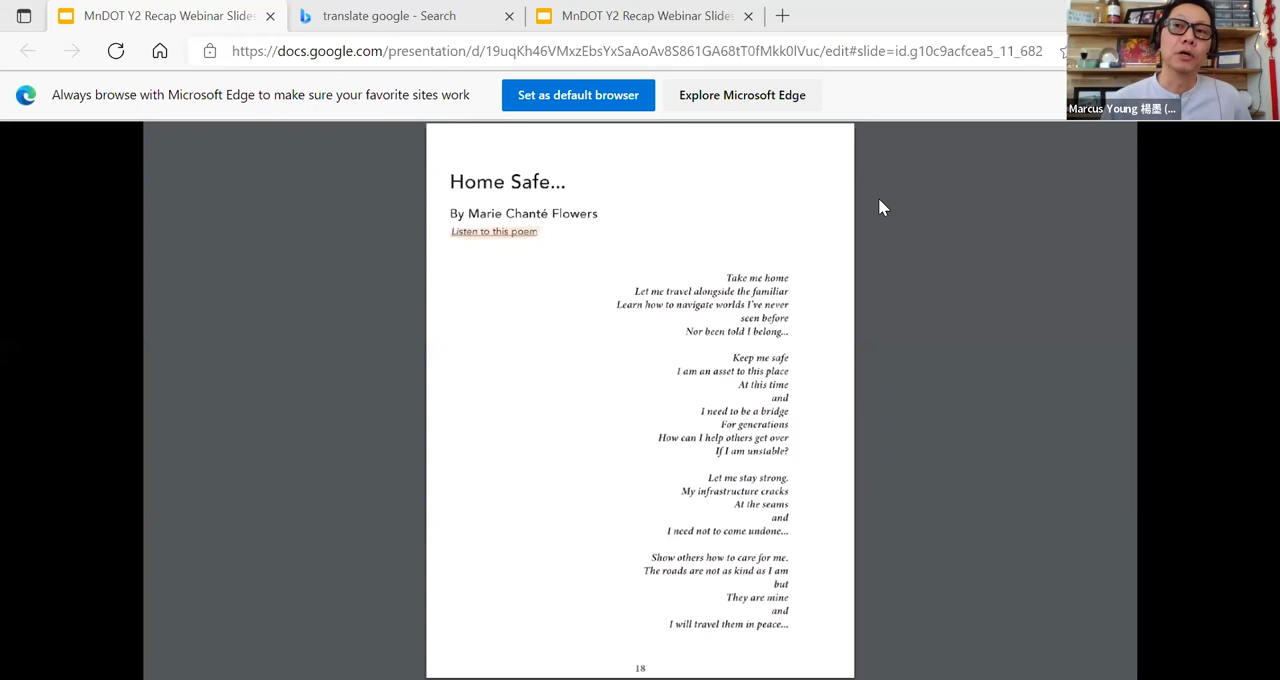 MnDOT Y2 Recap Webinar Slides
translate google - Search
MnDOT Y2 Recap Webinar Slides
https://docs.google.com/presentation/d/19uqKh46VMxzEbsYxSaAoAv8S861GA68tT0fMkk0lVuc/edit#slide=id.g10c9acfcea5_11_682
Always browse with Microsoft Edge to make sure your favorite sites work
Set as default browser
Explore Microsoft Edge
Marcus Young 楊墨 (...
Home Safe...
By Marie Chanté Flowers
Listen to this poem
Take me home
Let me travel alongside the familiar
Learn how to navigate worlds I've never
seen before
Nor been told I belong...
Keep me safe
I am an asset to this place
At this time
and
I need to be a bridge
For generations
How can I help others get over
If I am unstable?
Let me stay strong.
My infrastructure cracks
At the seams
and
I need not to come undone...
Show others how to care for me.
The roads are not as kind as I am
but
They are mine
and
I will travel them in peace...
18